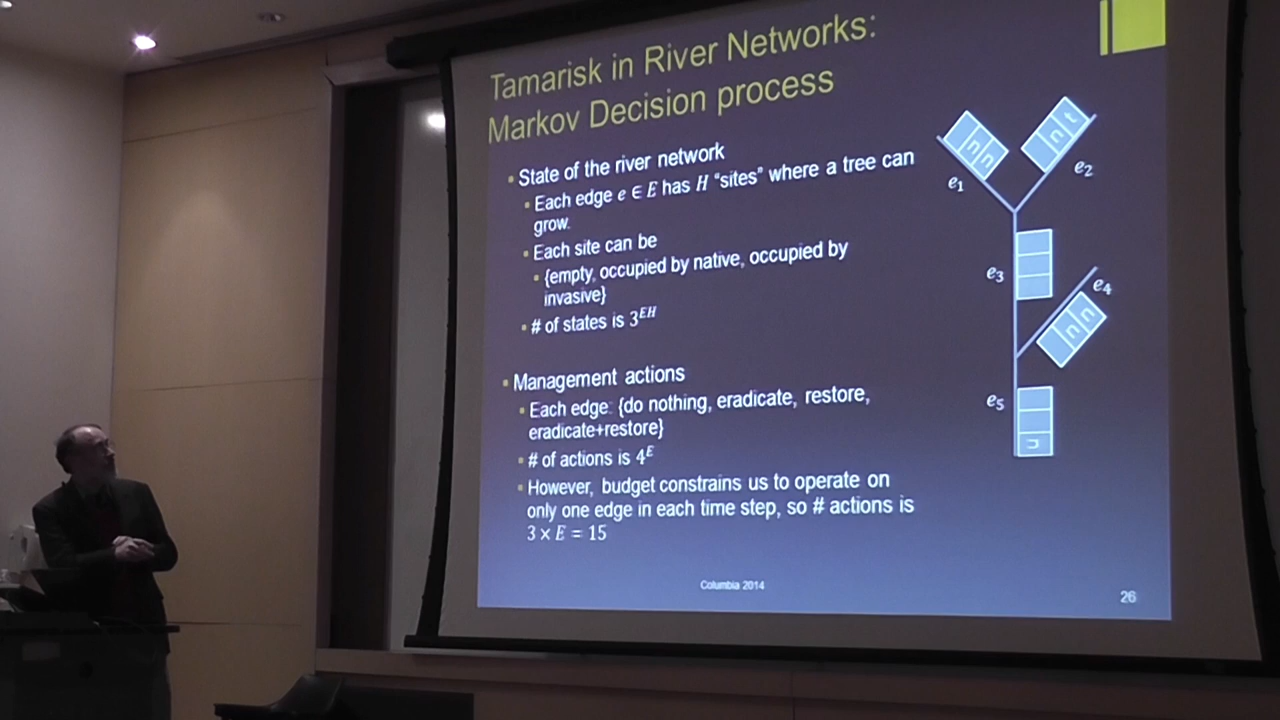 Tamarisk in River Networks:
Markov Decision process
▪ State of the river network
▪ Each edge e ∈ E has H “sites” where a tree can
grow.
▪ Each site can be
▪ {empty, occupied by native, occupied by
invasive}
▪ # of states is 3^{EH}
▪ Management actions
▪ Each edge: {do nothing, eradicate, restore,
eradicate+restore}
▪ # of actions is 4^E
▪ However, budget constrains us to operate on
only one edge in each time step, so # actions is
3 × E = 15
n n
e₁
n t
e₂
e₃
e₄
n n
e₅
n
Columbia 2014
26